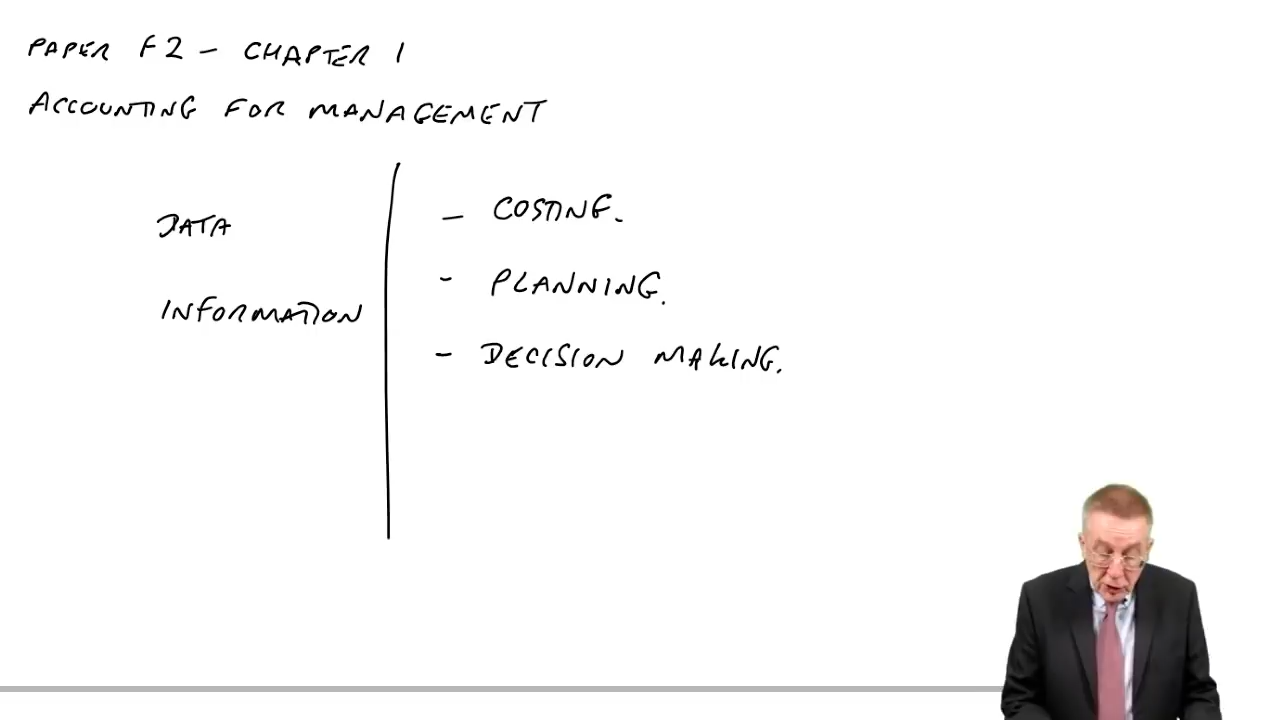 PAPER F2 – CHAPTER 1
ACCOUNTING FOR MANAGEMENT
DATA
INFORMATION
– COSTING.
- PLANNING.
- DECISION MAKING.